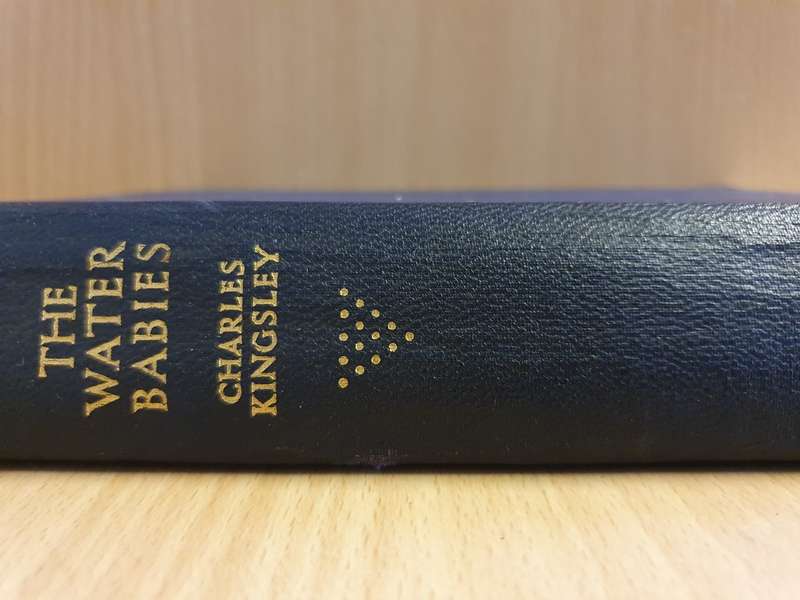 THE
WATER
BABIES
CHARLES
KINGSLEY